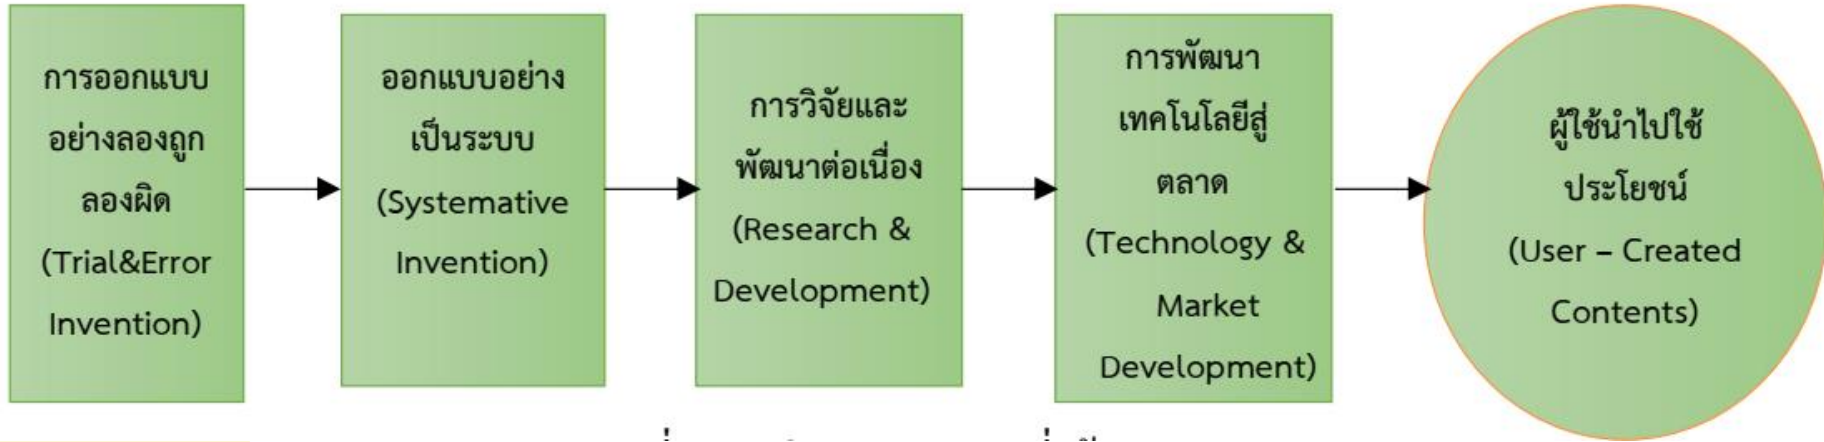 การออกแบบ
อย่างลองถูก
ลองผิด
(Trial&Error
Invention)
ออกแบบอย่าง
เป็นระบบ
(Systemative
Invention)
การวิจัยและ
พัฒนาต่อเนื่อง
(Research &
Development)
การพัฒนา
เทคโนโลยีสู่
ตลาด
(Technology &
Market
Development)
ผู้ใช้นำไปใช้
ประโยชน์
(User – Created
Contents)